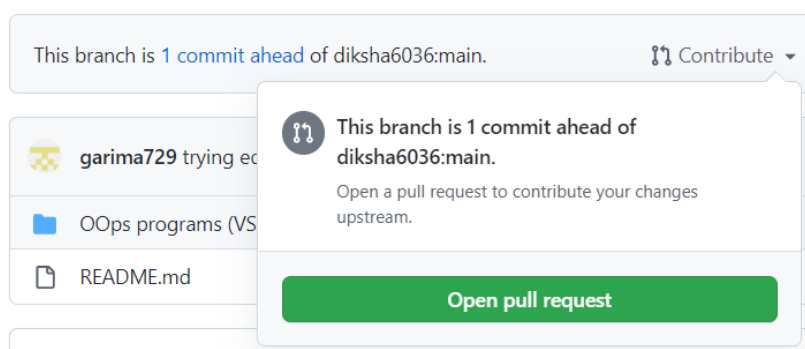 This branch is 1 commit ahead of diksha6036:main.
Contribute
This branch is 1 commit ahead of
diksha6036:main.
Open a pull request to contribute your changes
upstream.
garima729 trying
OOps programs (VS
README.md
Open pull request